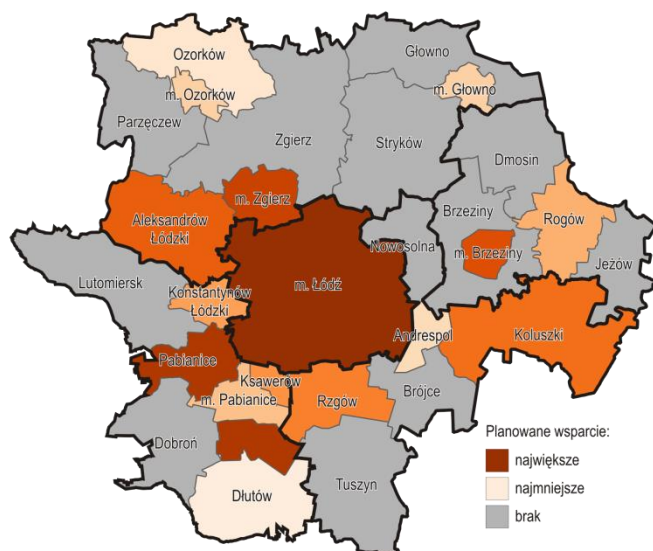 Ozorków
Głowno
m. Ozorków
m. Głowno
Parzęczew
Zgierz
Stryków
Dmosin
m. Zgierz
Aleksandrów
Łódzki
Brzeziny
Rogów
Nowosolna
m. Brzeziny
Jeżów
Lutomiersk
m. Łódź
Konstantynów
Łódzki
Andrespol
Koluszki
Pabianice
Ksawerów
m. Pabianice
Rzgów
Brójce
Dobroń
Dłutów
Tuszyn
Planowane wsparcie:
największe
najmniejsze
brak